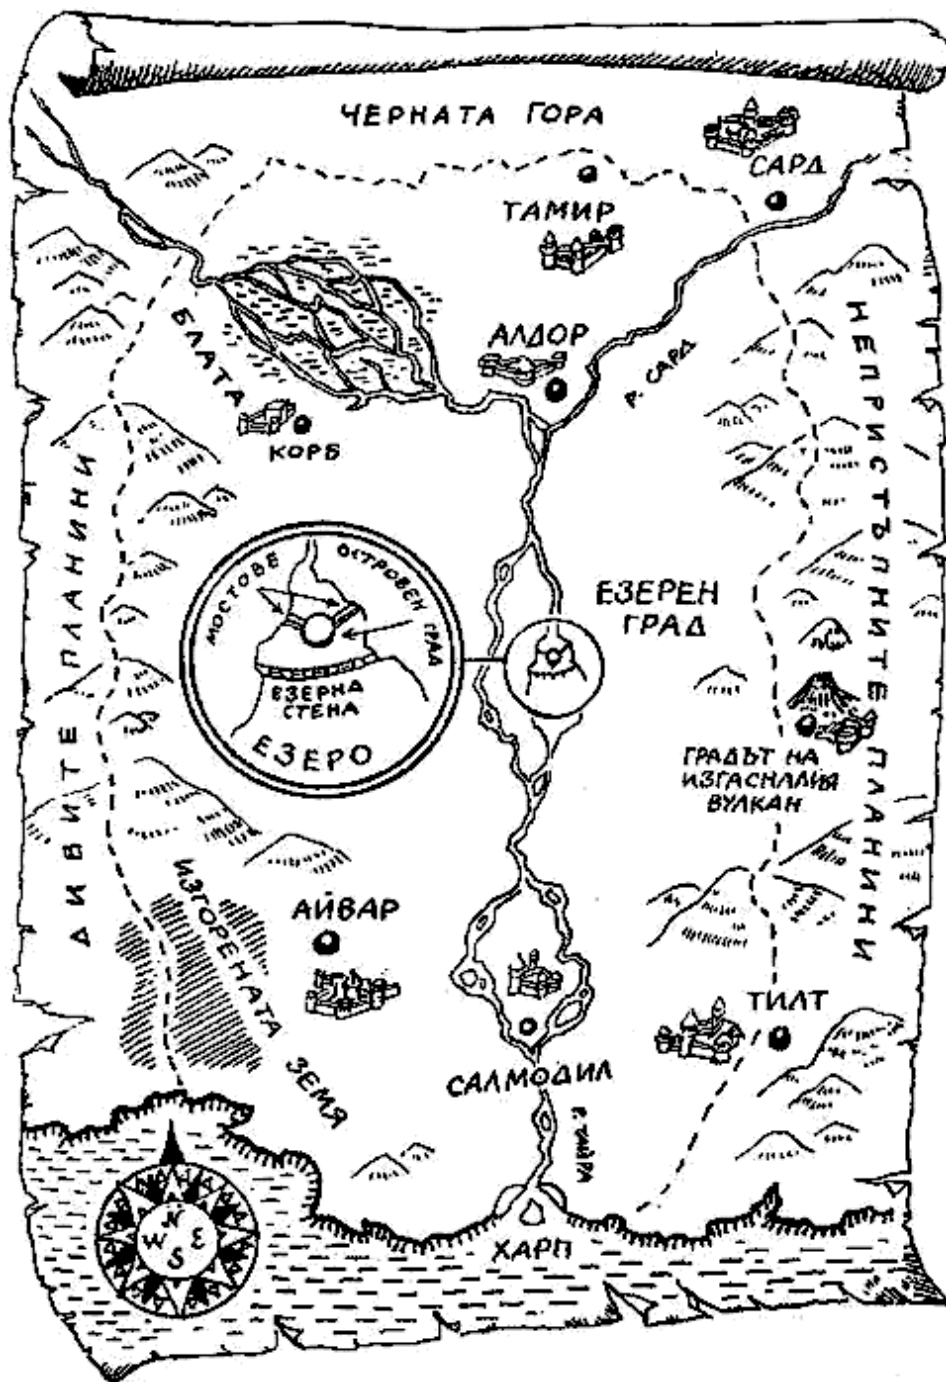 ЧЕРНАТА ГОРА
САРД
ТАМИР
БЛАТА
АЛДОР
Р. САРД
КОРБ
НЕПРИСТЪПНИТЕ ПЛАНИНИ
ДИВИТЕ ПЛАНИНИ
МОСТОВЕ
ОСТРОВЕН ГРАД
ЕЗЕРНА
СТЕНА
ЕЗЕРО
ЕЗЕРЕН
ГРАД
ГРАДЪТ НА
ИЗГАСНАЛИЯ
ВУЛКАН
ИЗГОРЕНАТА ЗЕМЯ
АЙВАР
ТИЛТ
САЛМОДИЛ
ХАРП
N
W E
S